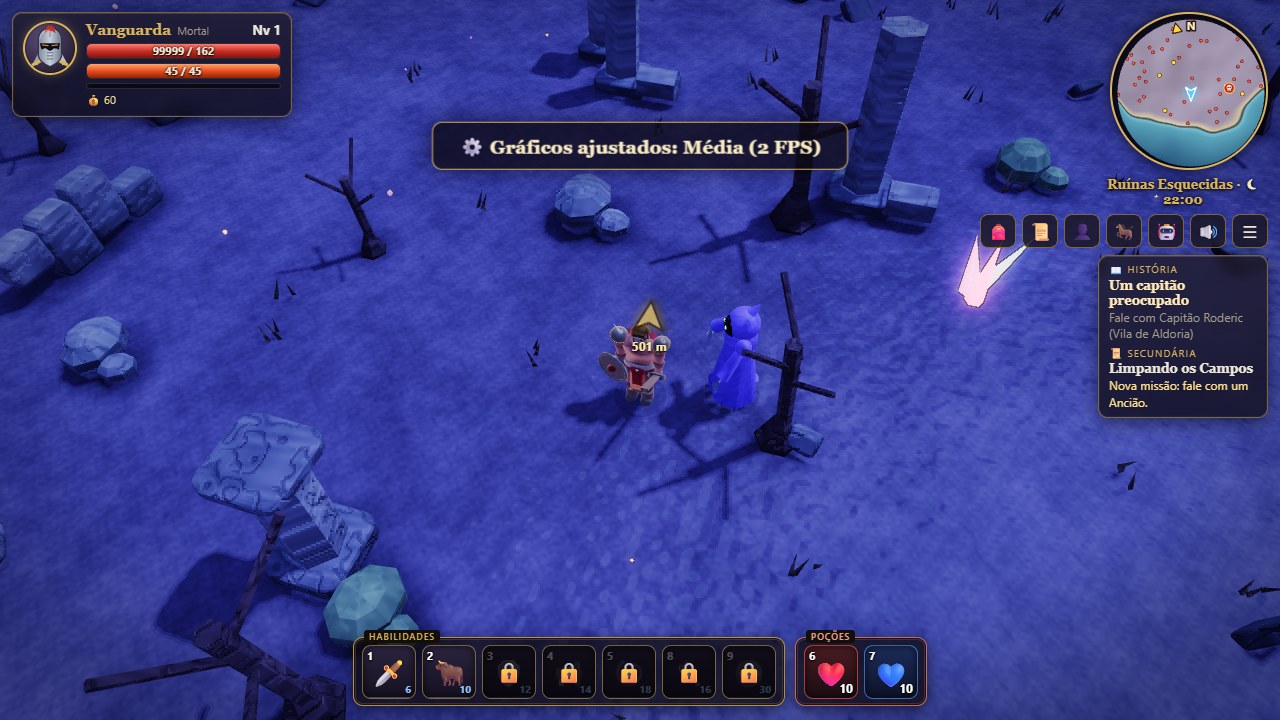 Vanguarda Mortal Nv 1
99999 / 162
45 / 45
60
N
Gráficos ajustados: Média (2 FPS)
Ruínas Esquecidas ·
22:00
HISTÓRIA
Um capitão
preocupado
Fale com Capitão Roderic
(Vila de Aldoria)
SECUNDÁRIA
Limpando os Campos
Nova missão: fale com um
Ancião.
501 m
HABILIDADES
1 6
2 10
3 12
4 14
5 18
8 16
9 30
POÇÕES
6 10
7 10